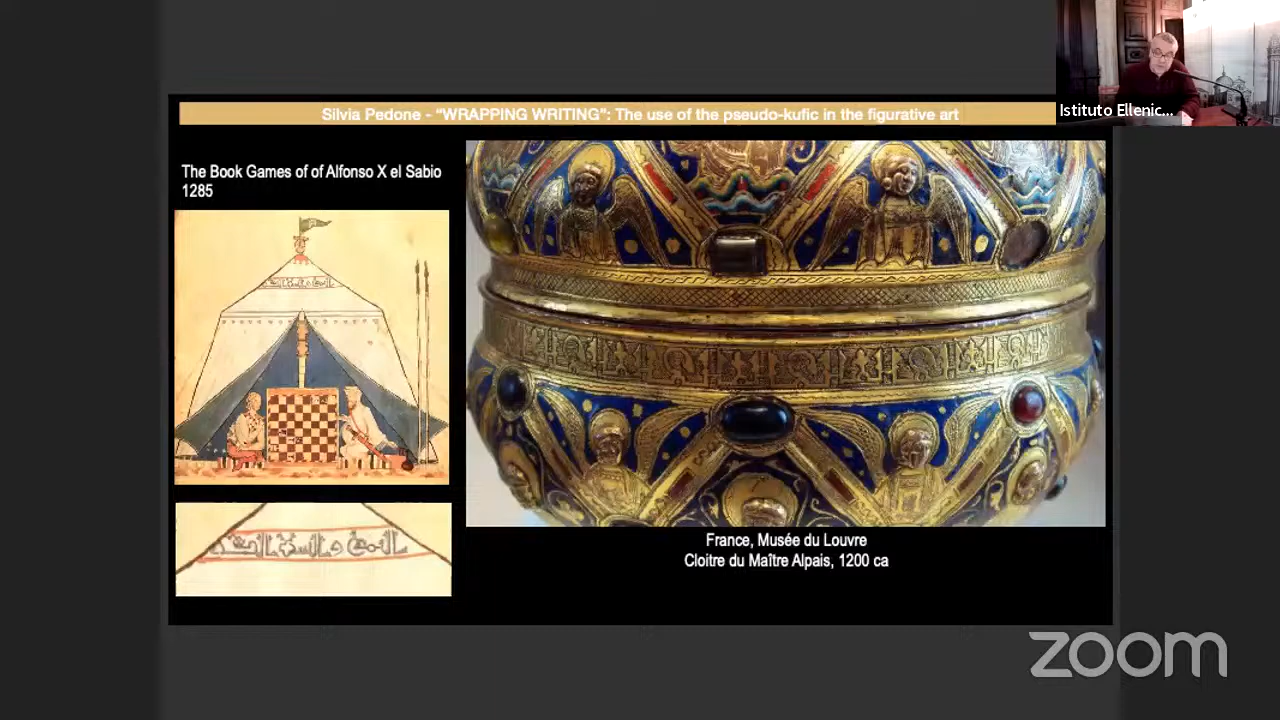 Silvia Pedone - “WRAPPING WRITING”: The use of the pseudo-kufic in the figurative art
Istituto Ellenic...
The Book Games of of Alfonso X el Sabio
1285
France, Musée du Louvre
Cloitre du Maître Alpais, 1200 ca
zoom